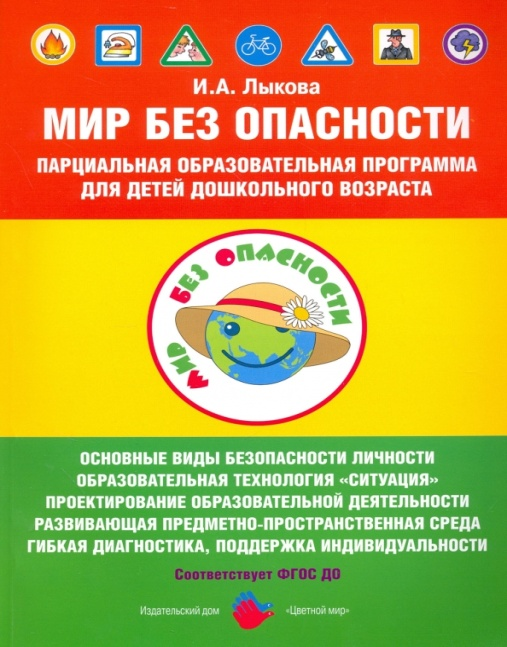 И.А. Лыкова
МИР БЕЗ ОПАСНОСТИ
ПАРЦИАЛЬНАЯ ОБРАЗОВАТЕЛЬНАЯ ПРОГРАММА
ДЛЯ ДЕТЕЙ ДОШКОЛЬНОГО ВОЗРАСТА
Мир Без Опасности
ОСНОВНЫЕ ВИДЫ БЕЗОПАСНОСТИ ЛИЧНОСТИ
ОБРАЗОВАТЕЛЬНАЯ ТЕХНОЛОГИЯ «СИТУАЦИЯ»
ПРОЕКТИРОВАНИЕ ОБРАЗОВАТЕЛЬНОЙ ДЕЯТЕЛЬНОСТИ
РАЗВИВАЮЩАЯ ПРЕДМЕТНО-ПРОСТРАНСТВЕННАЯ СРЕДА
ГИБКАЯ ДИАГНОСТИКА, ПОДДЕРЖКА ИНДИВИДУАЛЬНОСТИ
Соответствует ФГОС ДО
Издательский дом «Цветной мир»